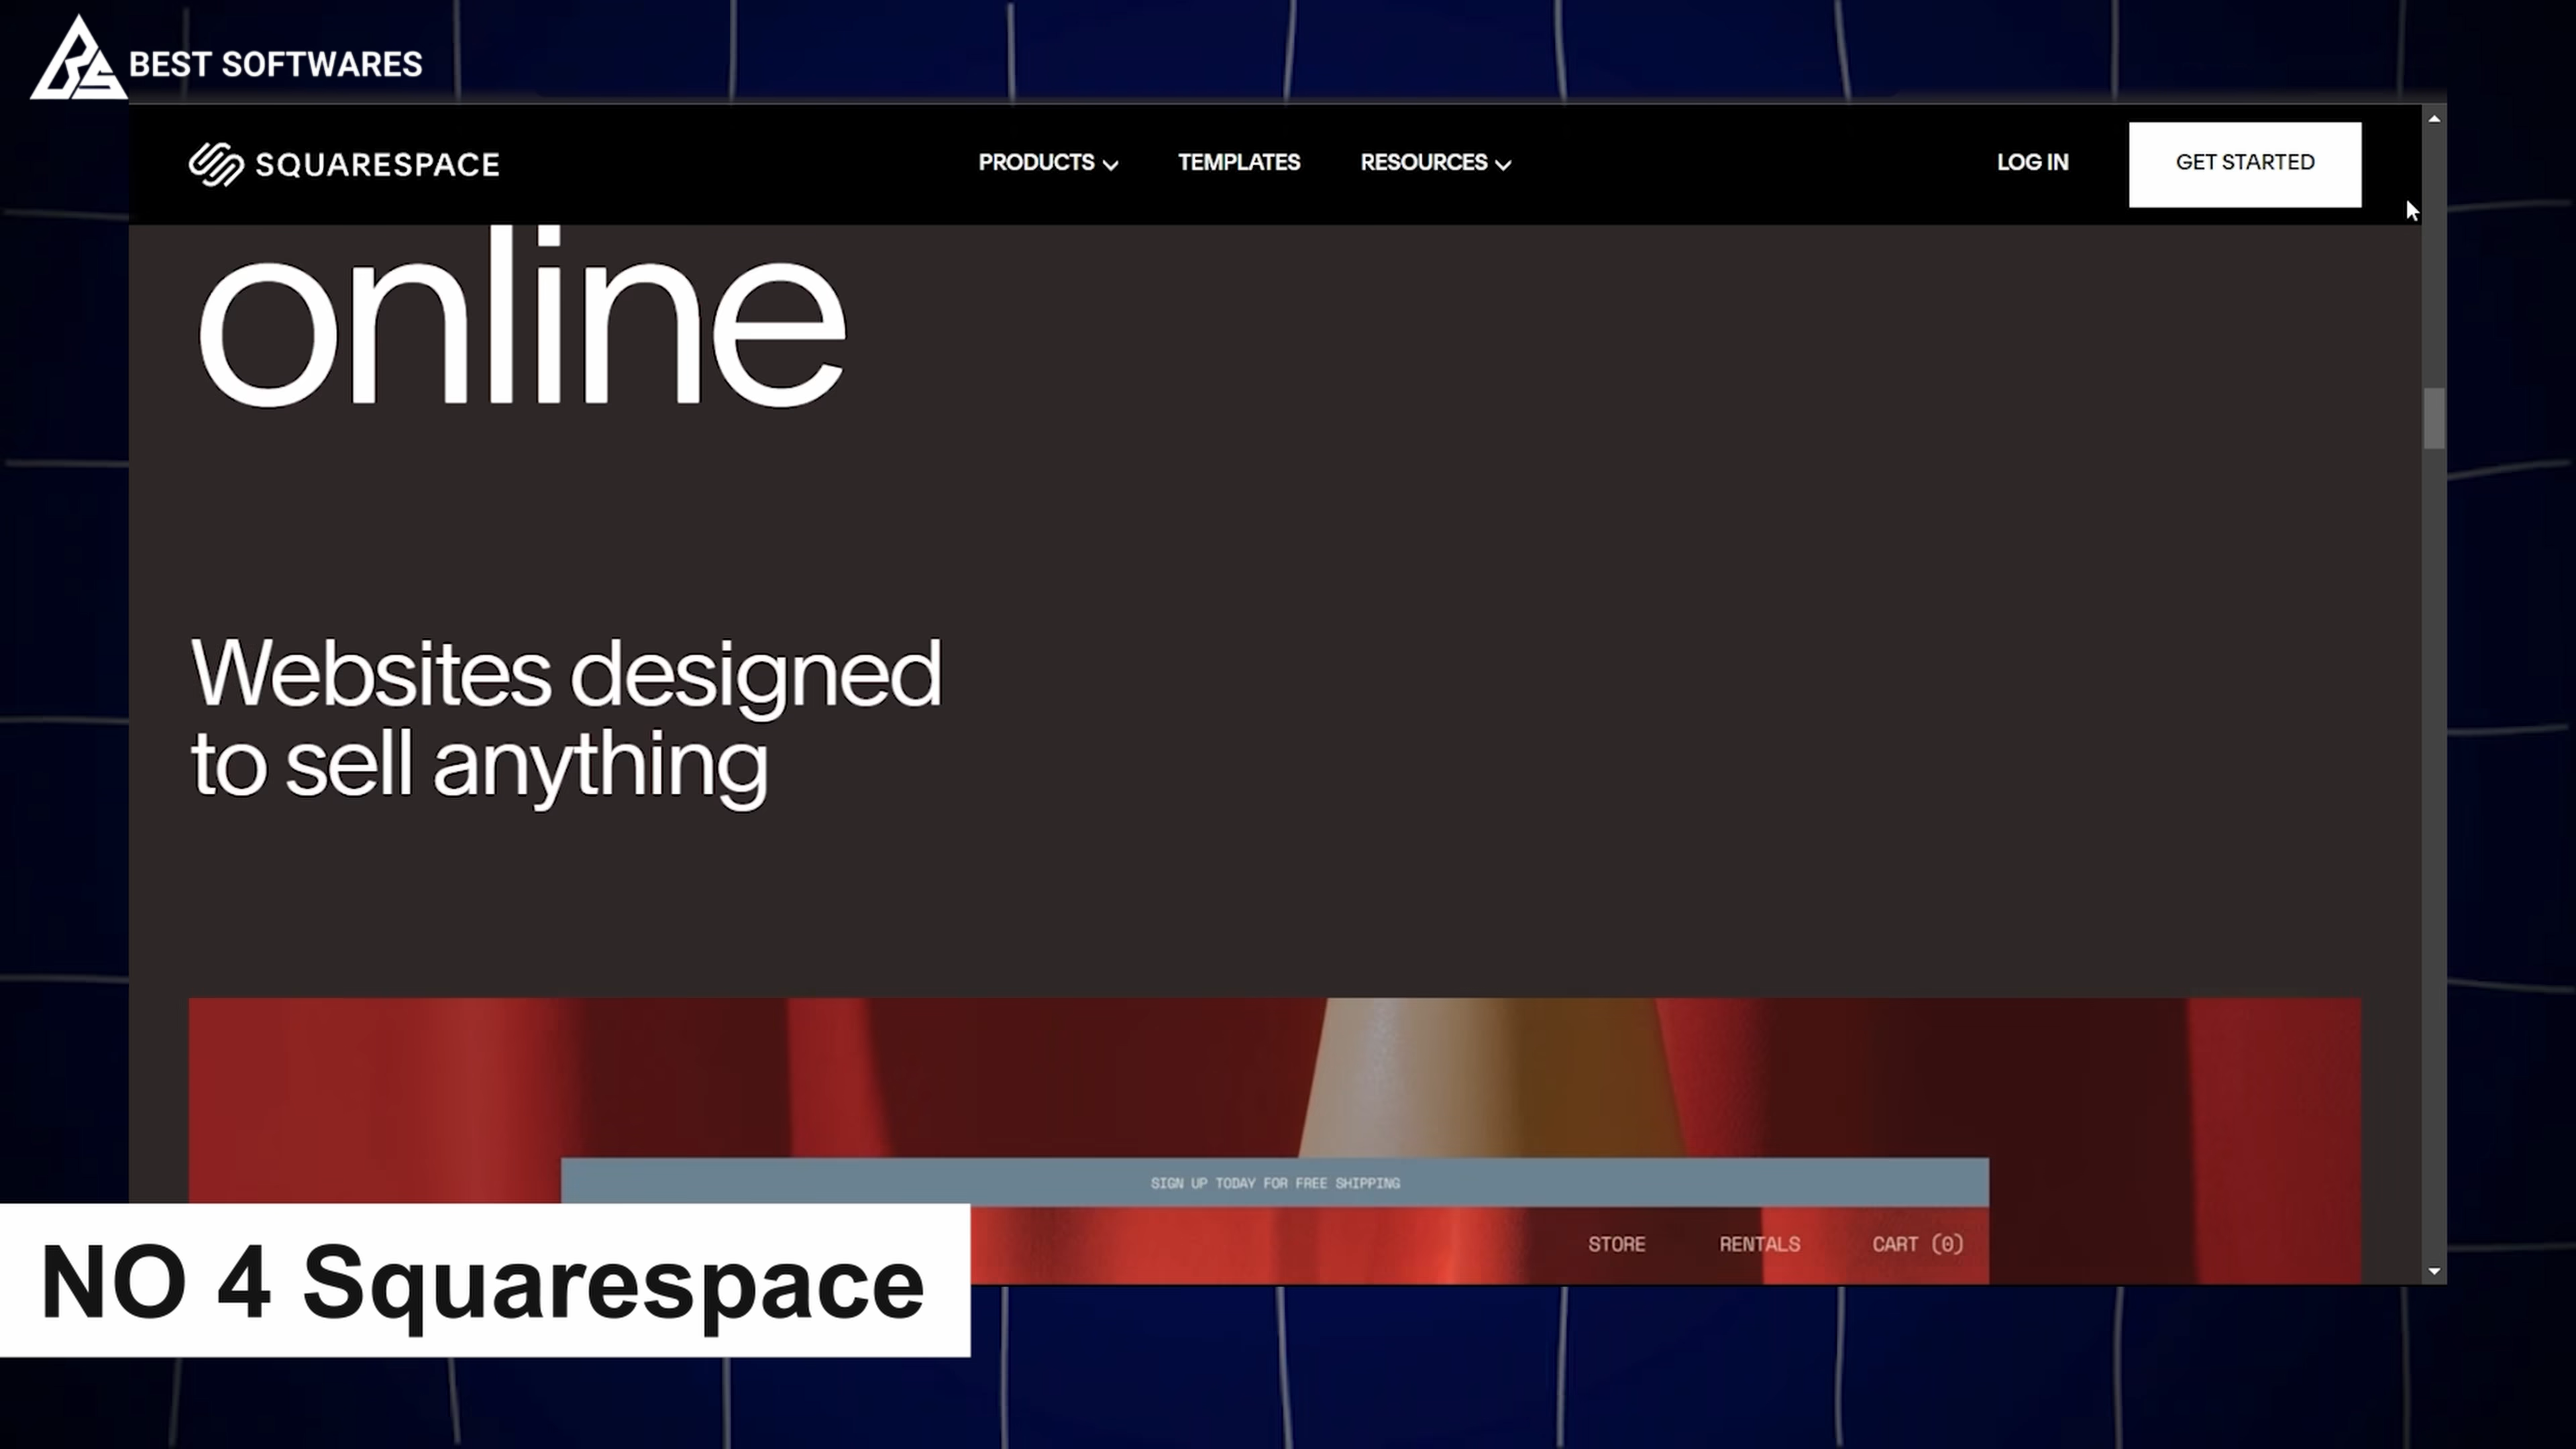 BEST SOFTWARES
SQUARESPACE
PRODUCTS
TEMPLATES
RESOURCES
LOG IN
GET STARTED
online
Websites designed
to sell anything
SIGN UP TODAY FOR FREE SHIPPING
STORE
RENTALS
CART (0)
NO 4 Squarespace